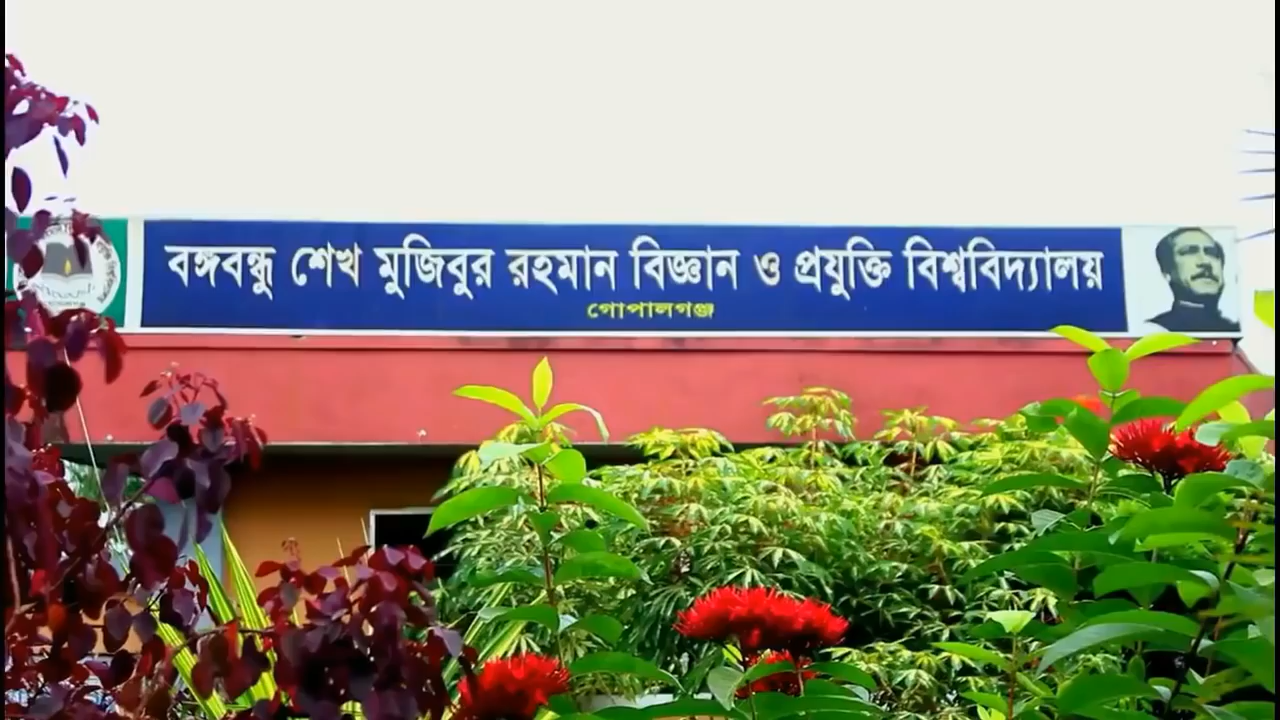 বঙ্গবন্ধু শেখ মুজিবুর রহমান বিজ্ঞান ও প্রযুক্তি বিশ্ববিদ্যালয়
গোপালগঞ্জ